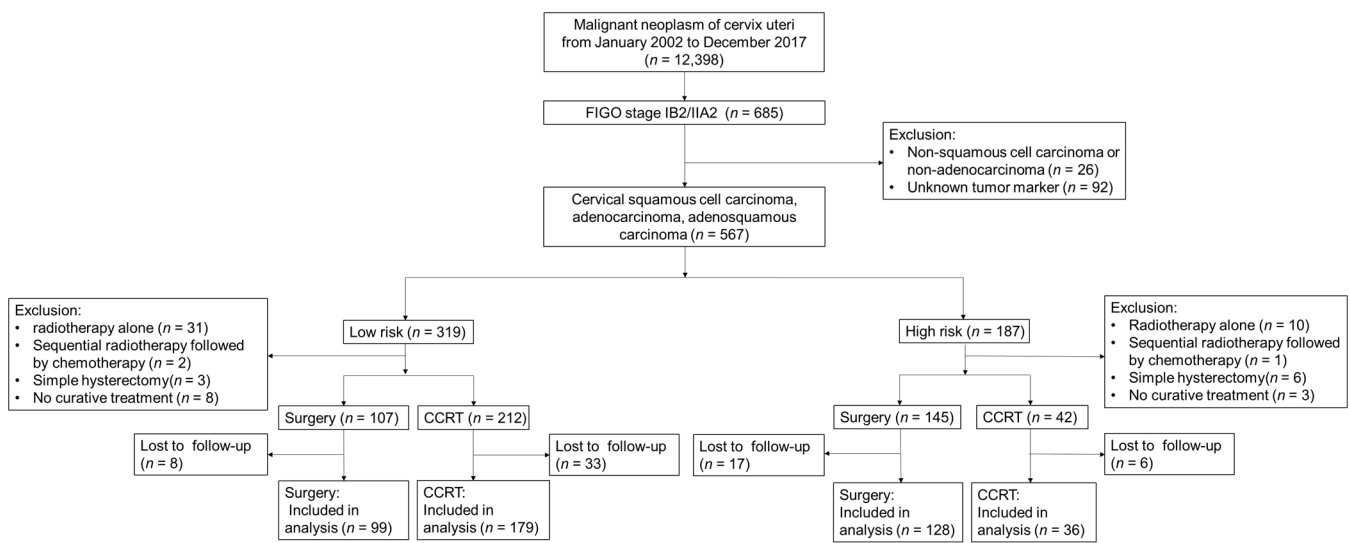 Malignant neoplasm of cervix uteri
from January 2002 to December 2017
(n = 12,398)
FIGO stage IB2/IIA2 (n = 685)
Exclusion:
• Non-squamous cell carcinoma or
non-adenocarcinoma (n = 26)
• Unknown tumor marker (n = 92)
Cervical squamous cell carcinoma,
adenocarcinoma, adenosquamous
carcinoma (n = 567)
Exclusion:
• radiotherapy alone (n = 31)
• Sequential radiotherapy followed
by chemotherapy (n = 2)
• Simple hysterectomy(n = 3)
• No curative treatment (n = 8)
Low risk (n = 319)
High risk (n = 187)
Exclusion:
• Radiotherapy alone (n = 10)
• Sequential radiotherapy followed
by chemotherapy (n = 1)
• Simple hysterectomy(n = 6)
• No curative treatment (n = 3)
Surgery (n = 107)
CCRT (n = 212)
Surgery (n = 145)
CCRT (n = 42)
Lost to follow-up
(n = 8)
Lost to follow-up
(n = 33)
Lost to follow-up
(n = 17)
Lost to follow-up
(n = 6)
Surgery:
Included in
analysis (n = 99)
CCRT:
Included in
analysis (n = 179)
Surgery:
Included in
analysis (n = 128)
CCRT:
Included in
analysis (n = 36)